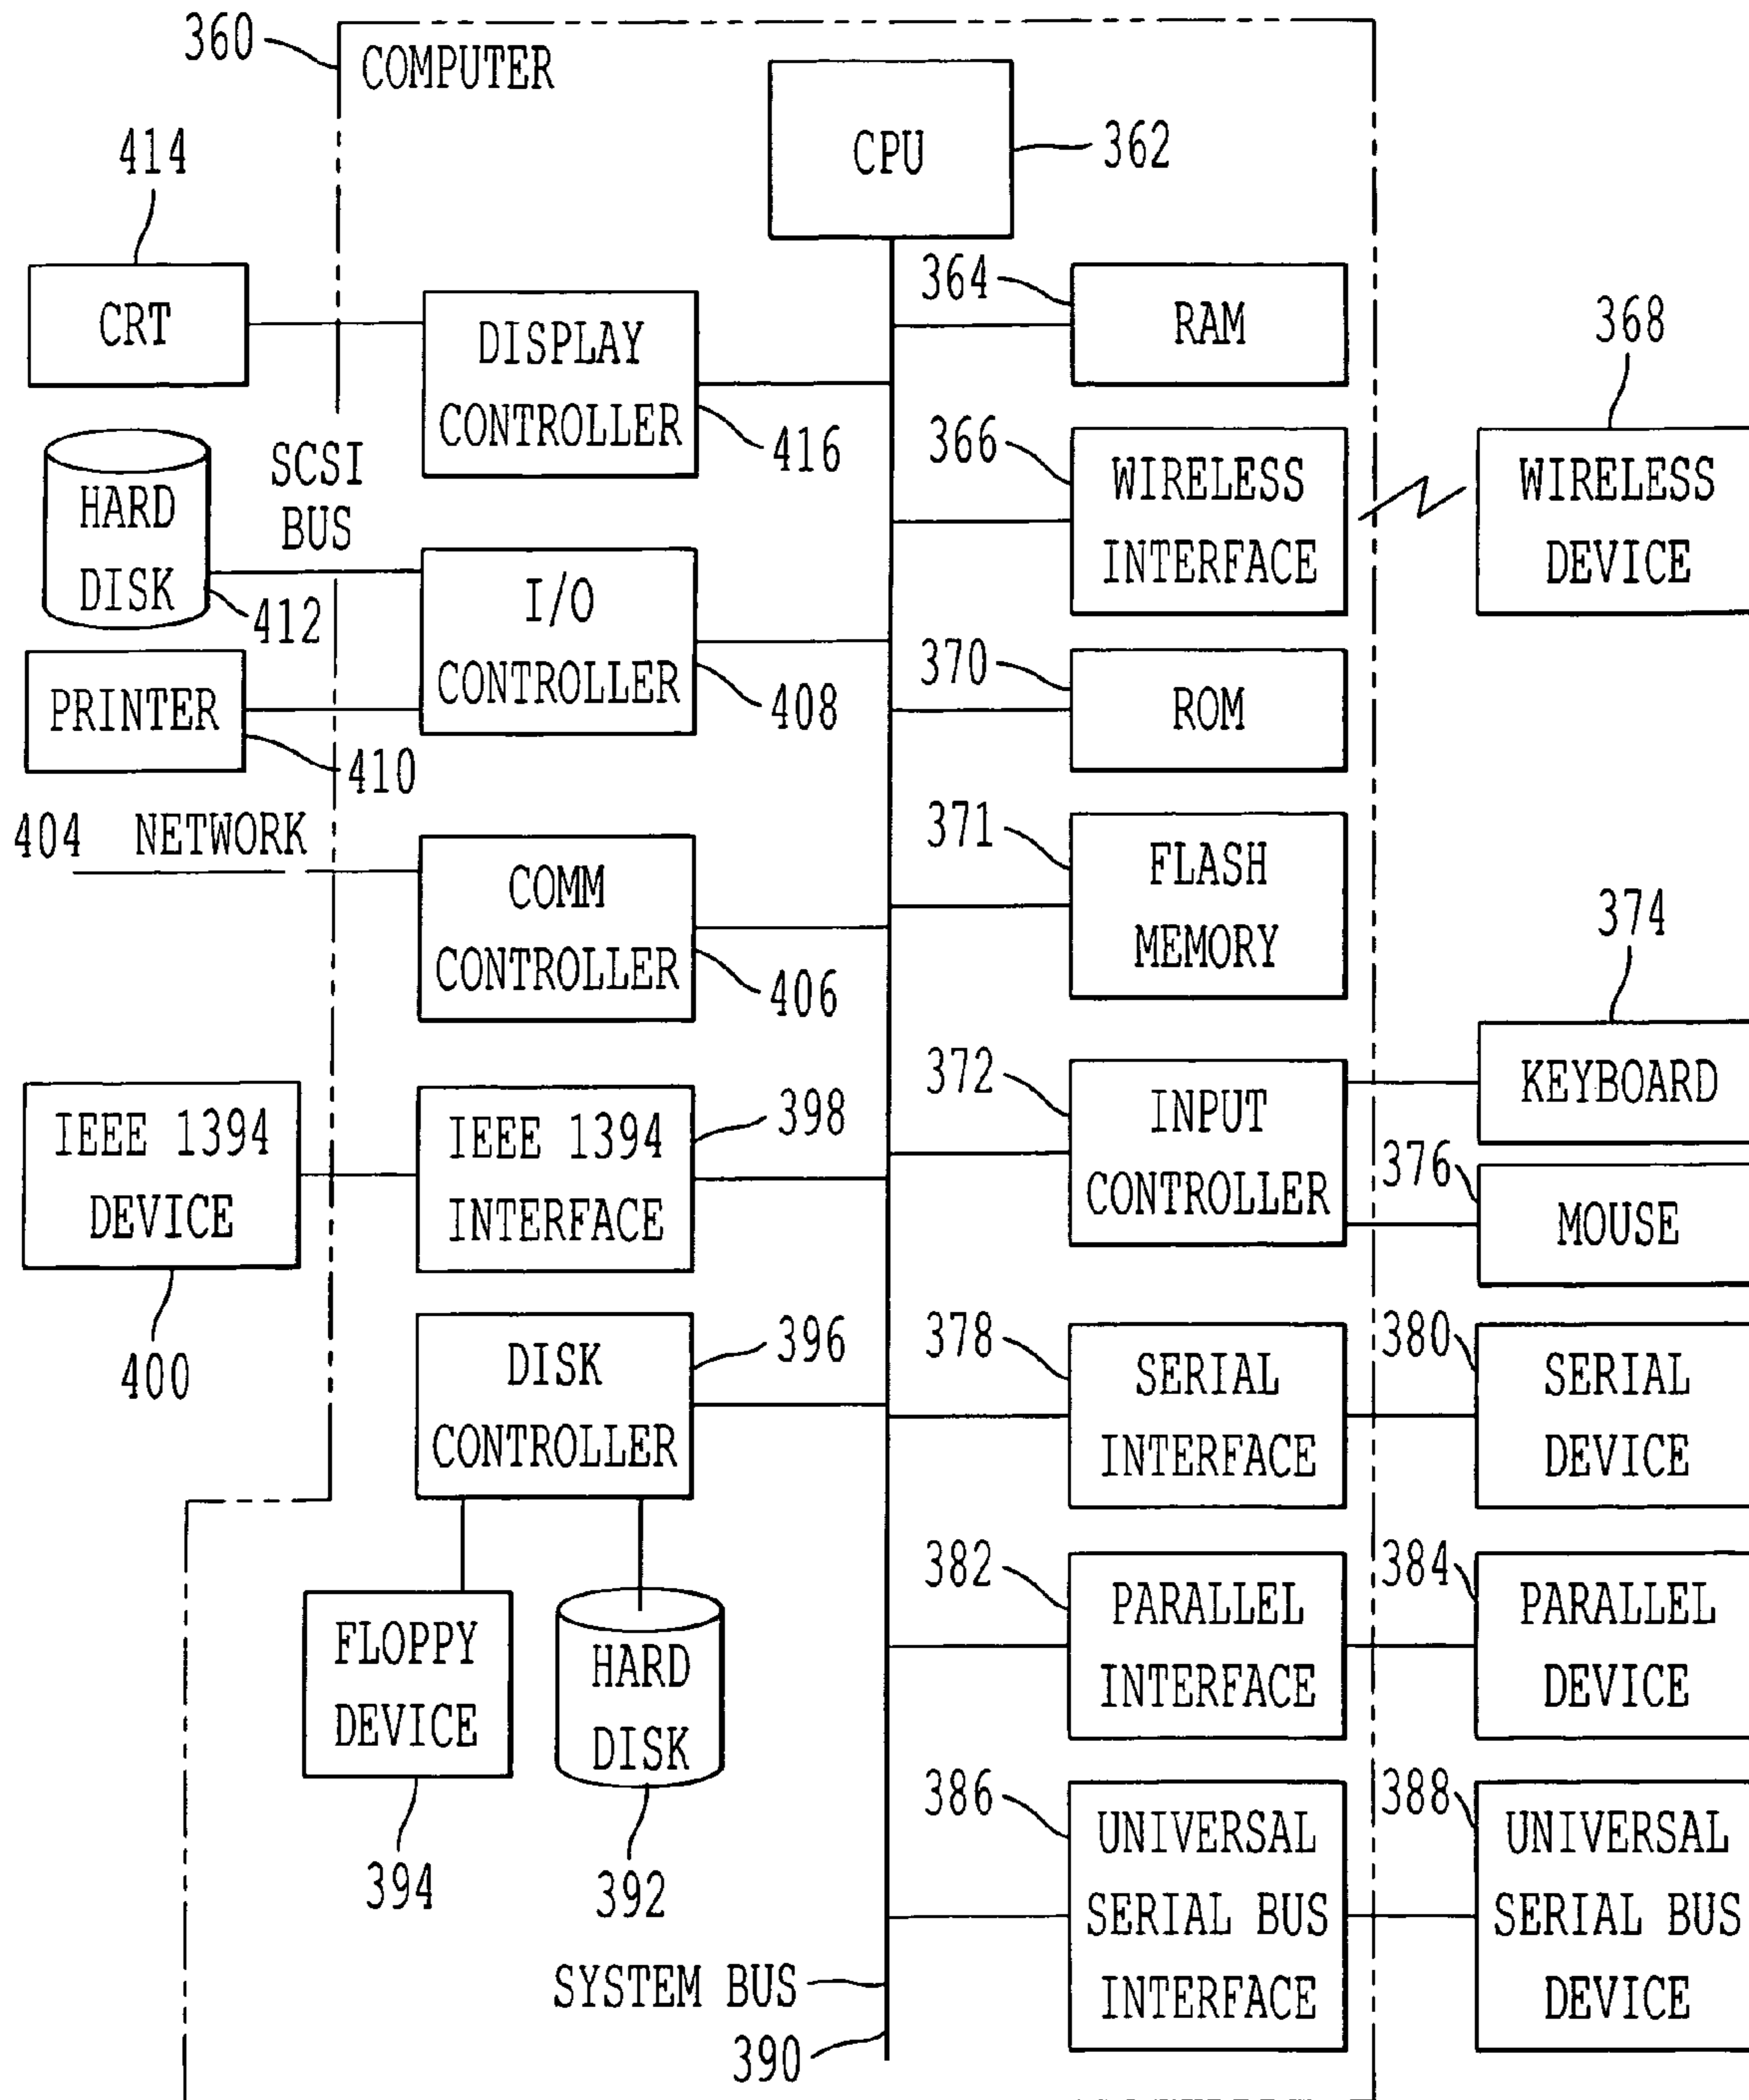 360
COMPUTER
CPU
362
414
CRT
DISPLAY
CONTROLLER
416
364
RAM
368
366
WIRELESS
INTERFACE
WIRELESS
DEVICE
HARD
DISK
412
SCSI
BUS
I/O
CONTROLLER
408
370
ROM
PRINTER
410
404 NETWORK
COMM
CONTROLLER
406
371
FLASH
MEMORY
374
KEYBOARD
372
INPUT
CONTROLLER
376
MOUSE
IEEE 1394
DEVICE
400
IEEE 1394
INTERFACE
398
DISK
CONTROLLER
396
378
SERIAL
INTERFACE
380
SERIAL
DEVICE
FLOPPY
DEVICE
394
HARD
DISK
392
382
PARALLEL
INTERFACE
384
PARALLEL
DEVICE
386
UNIVERSAL
SERIAL BUS
INTERFACE
388
UNIVERSAL
SERIAL BUS
DEVICE
SYSTEM BUS
390